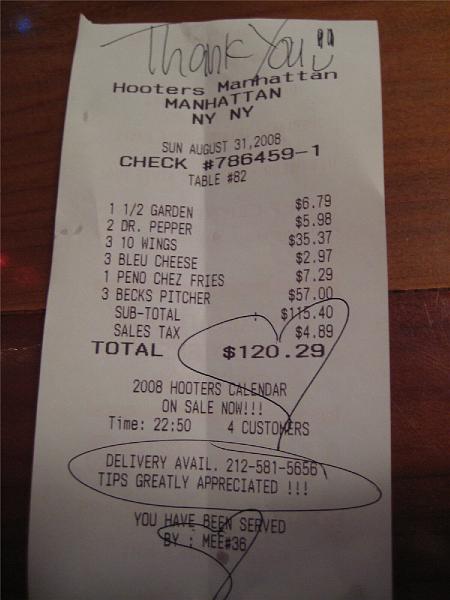 Thank You!!
Hooters Manhattan
MANHATTAN
NY NY
SUN AUGUST 31,2008
CHECK #786459-1
TABLE #82
1 1/2 GARDEN $6.79
2 DR. PEPPER $5.98
3 10 WINGS $35.37
3 BLEU CHEESE $2.97
1 PENO CHEZ FRIES $7.29
3 BECKS PITCHER $57.00
SUB-TOTAL $115.40
SALES TAX $4.89
TOTAL $120.29
2008 HOOTERS CALENDAR
ON SALE NOW!!!
Time: 22:50 4 CUSTOMERS
DELIVERY AVAIL. 212-581-5656
TIPS GREATLY APPRECIATED !!!
YOU HAVE BEEN SERVED
BY : MEE#36